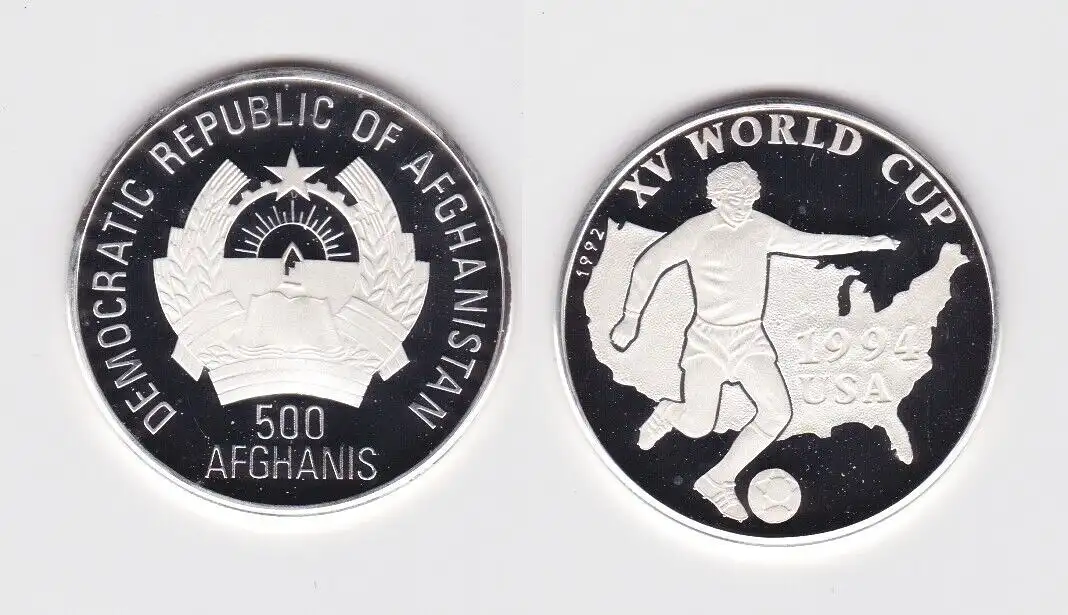 DEMOCRATIC REPUBLIC OF AFGHANISTAN
500
AFGHANIS
XV WORLD CUP
1992
1994
USA